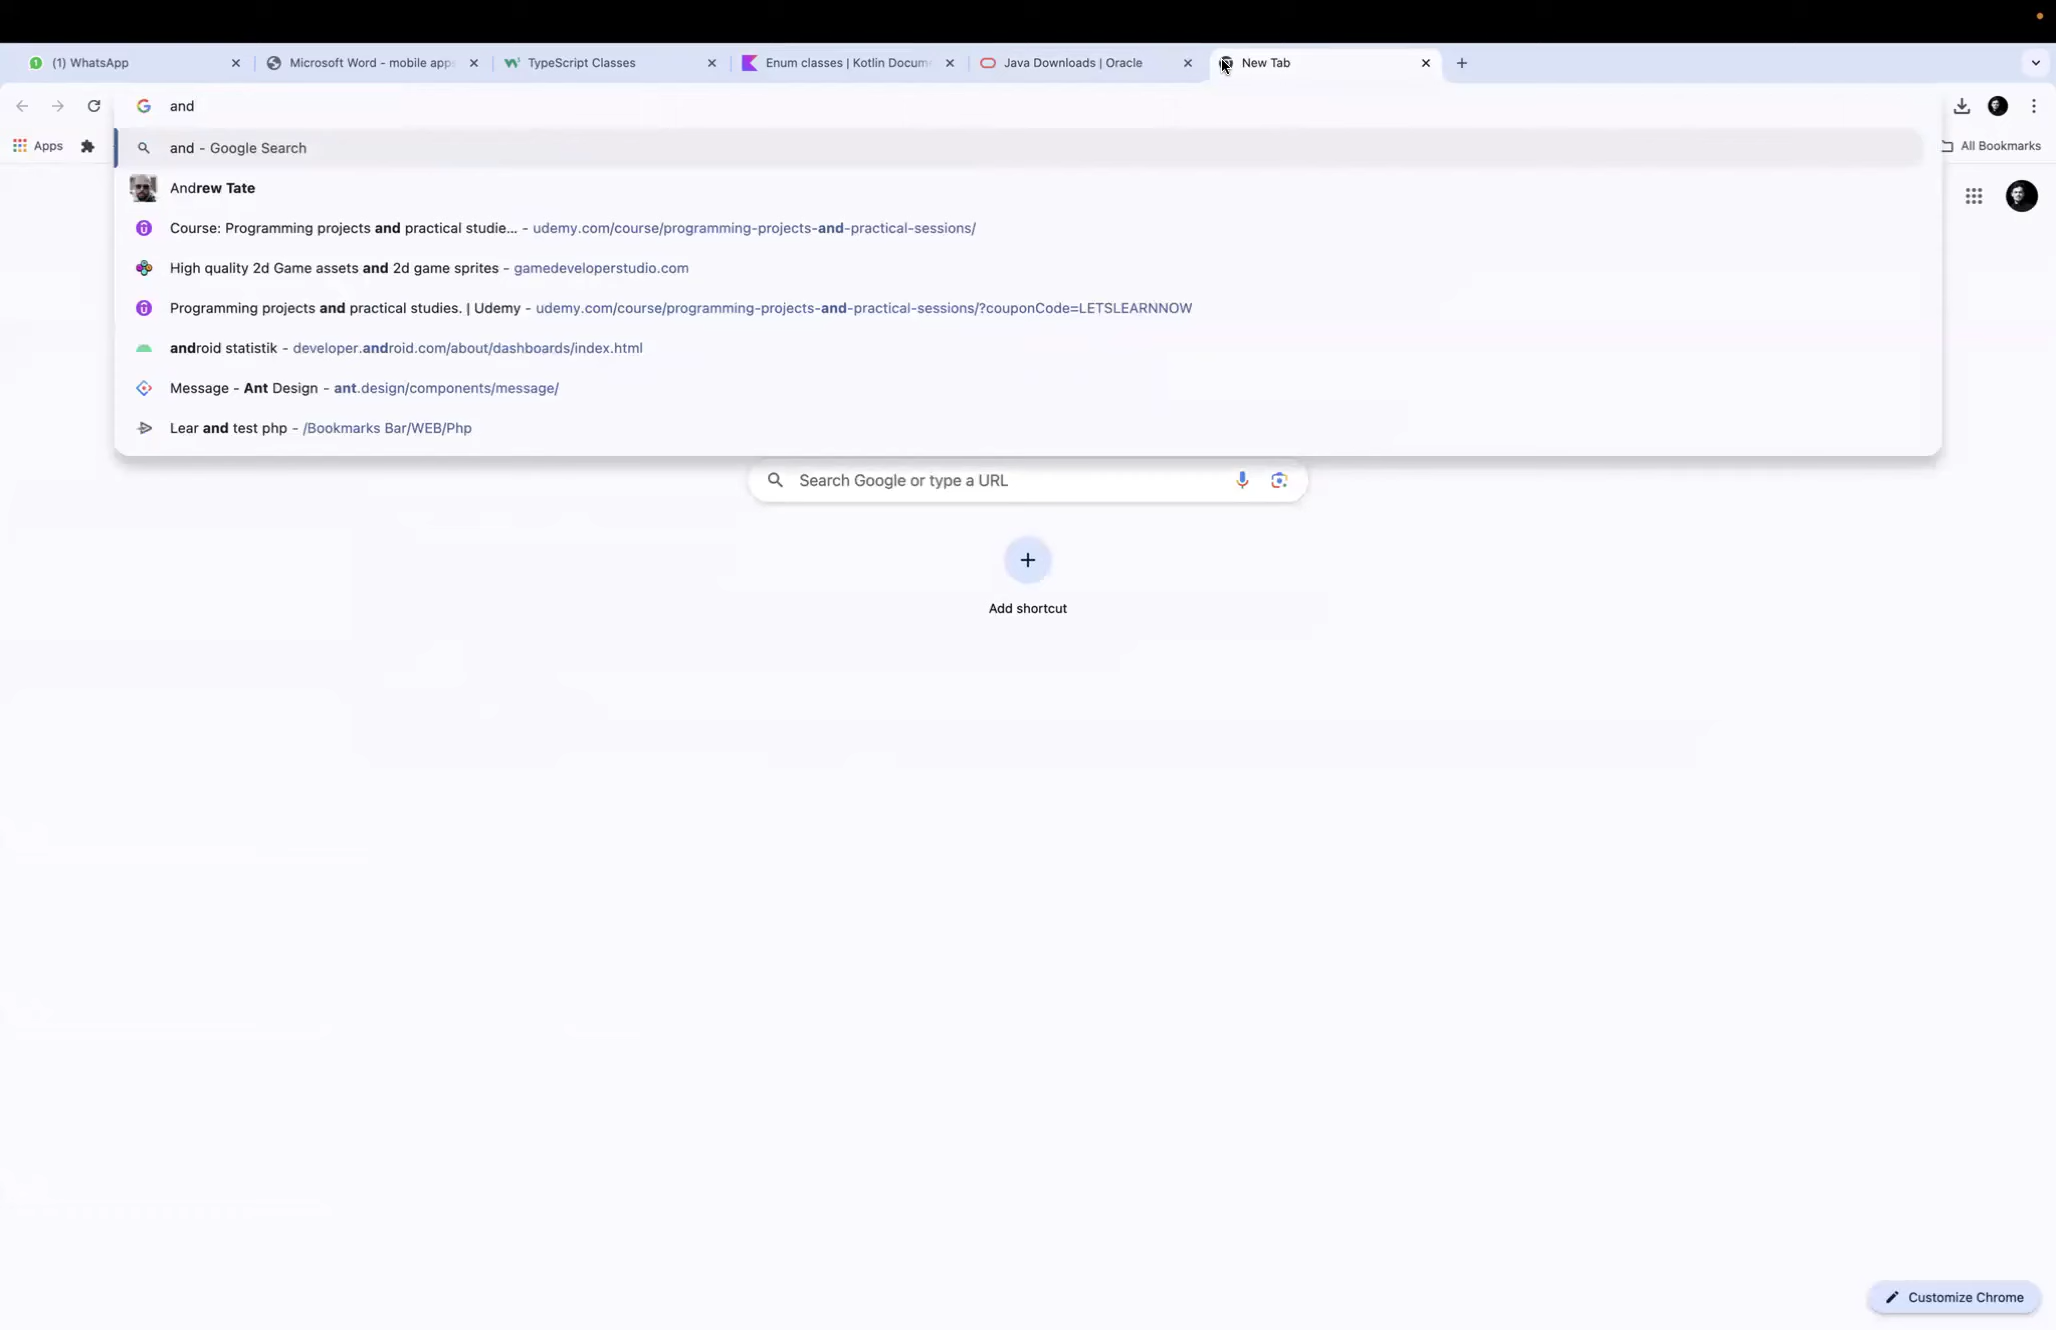 (1) WhatsApp
Microsoft Word - mobile apps
TypeScript Classes
Enum classes | Kotlin Docum
Java Downloads | Oracle
New Tab
and
Apps
All Bookmarks
and - Google Search
Andrew Tate
Course: Programming projects and practical studie... - udemy.com/course/programming-projects-and-practical-sessions/
High quality 2d Game assets and 2d game sprites - gamedeveloperstudio.com
Programming projects and practical studies. | Udemy - udemy.com/course/programming-projects-and-practical-sessions/?couponCode=LETSLEARNNOW
android statistik - developer.android.com/about/dashboards/index.html
Message - Ant Design - ant.design/components/message/
Lear and test php - /Bookmarks Bar/WEB/Php
Search Google or type a URL
Add shortcut
Customize Chrome